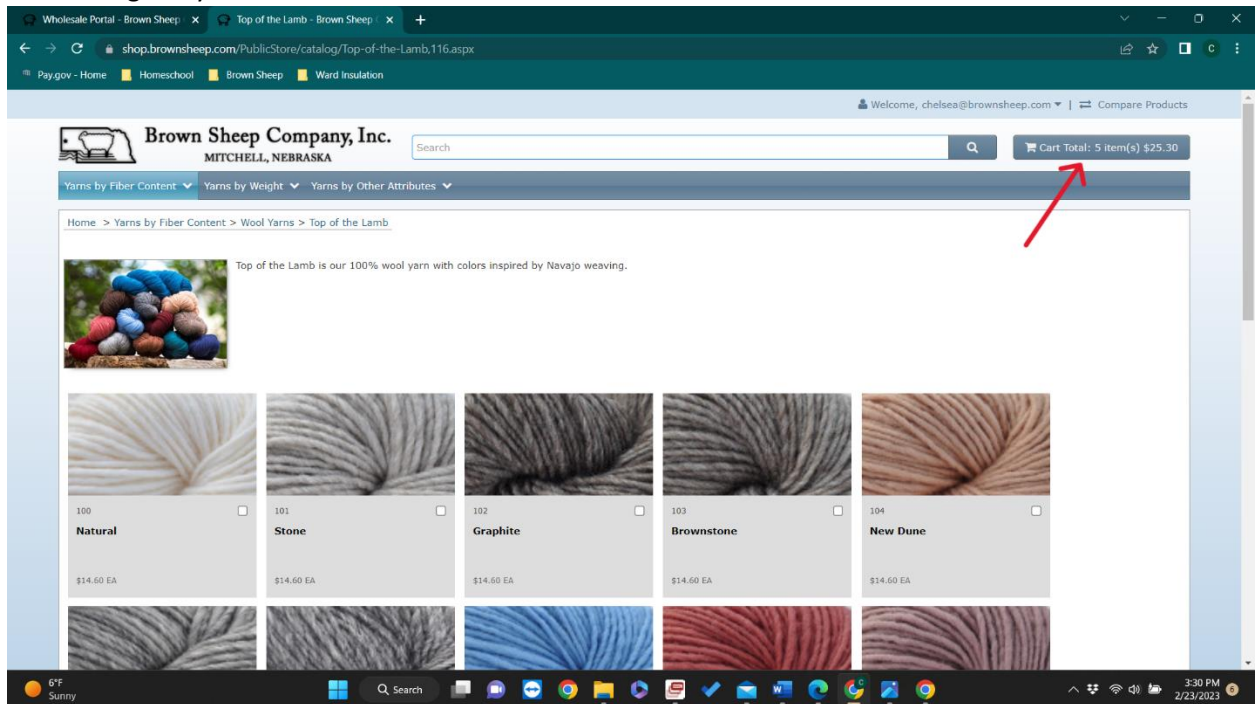 Wholesale Portal - Brown Sheep
Top of the Lamb - Brown Sheep
shop.brownsheep.com/PublicStore/catalog/Top-of-the-Lamb,116.aspx
C
Pay.gov - Home Homeschool Brown Sheep Ward Insulation
Welcome, chelsea@brownsheep.com | Compare Products
Brown Sheep Company, Inc.
MITCHELL, NEBRASKA
Search
Cart Total: 5 item(s) $25.30
Yarns by Fiber Content Yarns by Weight Yarns by Other Attributes
Home > Yarns by Fiber Content > Wool Yarns > Top of the Lamb
Top of the Lamb is our 100% wool yarn with colors inspired by Navajo weaving.
100 101 102 103 104
Natural Stone Graphite Brownstone New Dune
$14.60 EA $14.60 EA $14.60 EA $14.60 EA $14.60 EA
6°F
Sunny
Search
3:30 PM
2/23/2023
6